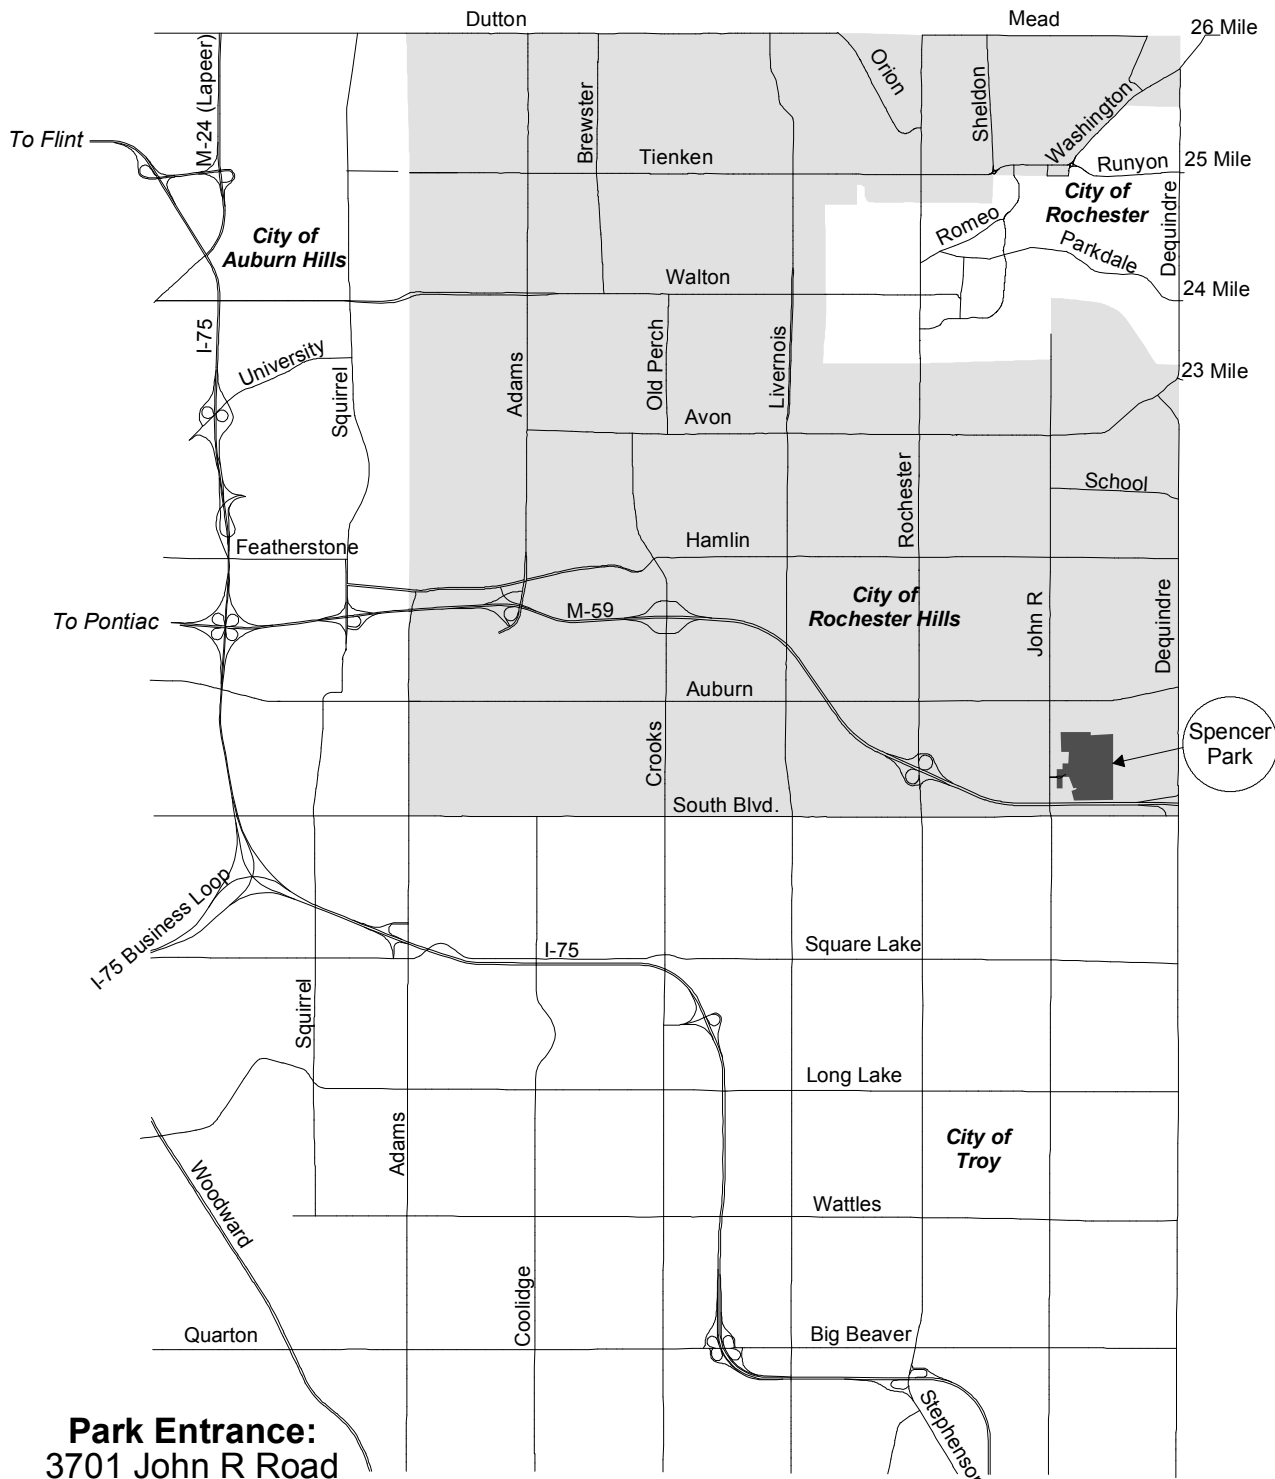 Dutton
Mead
26 Mile
M-24 (Lapeer)
Orion
Sheldon
Brewster
Washington
To Flint
Tienken
Runyon
25 Mile
City of
Rochester
Dequindre
Romeo
Parkdale
City of
Auburn Hills
Walton
24 Mile
I-75
University
Squirrel
Adams
Old Perch
Livernois
23 Mile
Avon
Rochester
School
Featherstone
Hamlin
To Pontiac
M-59
City of
Rochester Hills
John R
Dequindre
Auburn
Crooks
Spencer
Park
South Blvd.
I-75 Business Loop
I-75
Square Lake
Squirrel
Long Lake
Adams
City of
Troy
Woodward
Wattles
Coolidge
Quarton
Big Beaver
Stephenson
Park Entrance:
3701 John R Road